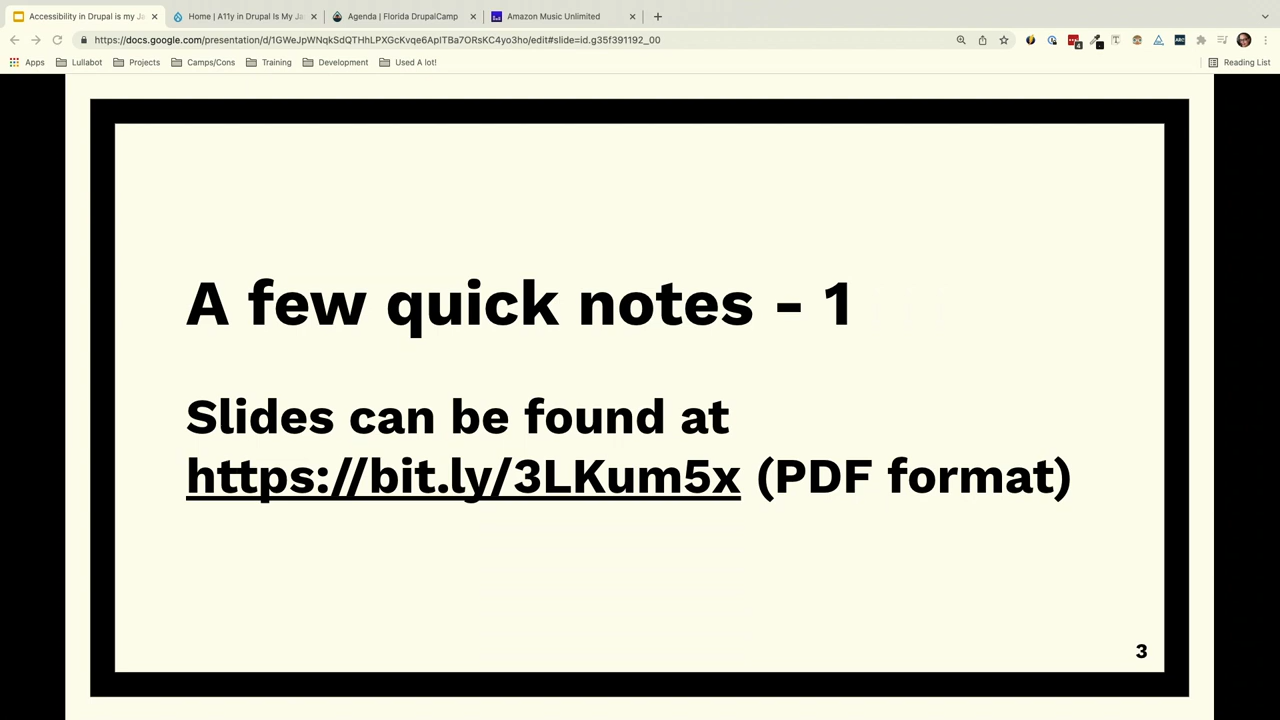 Accessibility in Drupal is my Ja
Home | A11y in Drupal Is My Ja
Agenda | Florida DrupalCamp
Amazon Music Unlimited
https://docs.google.com/presentation/d/1GWeJpWNqkSdQTHhLPXGcKvqe6ApITBa7ORsKC4yo3ho/edit#slide=id.g35f391192_00
Apps Lullabot Projects Camps/Cons Training Development Used A lot! Reading List
A few quick notes - 1
Slides can be found at
https://bit.ly/3LKum5x (PDF format)
3